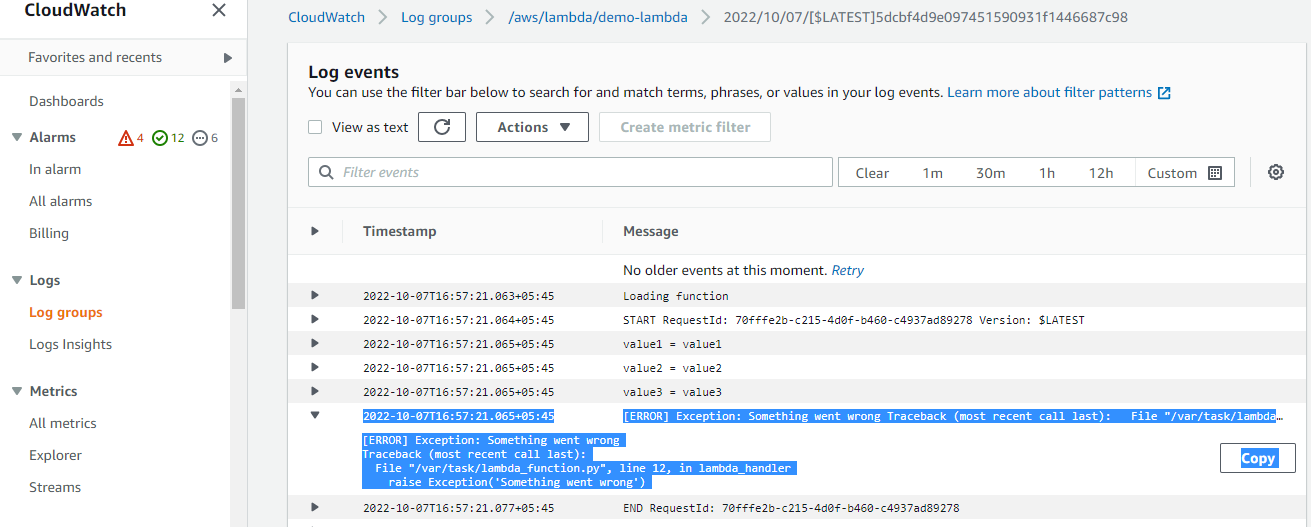 CloudWatch
Favorites and recents
Dashboards
Alarms 4 12 6
In alarm
All alarms
Billing
Logs
Log groups
Logs Insights
Metrics
All metrics
Explorer
Streams
CloudWatch > Log groups > /aws/lambda/demo-lambda > 2022/10/07/[$LATEST]5dcbf4d9e097451590931f1446687c98
Log events
You can use the filter bar below to search for and match terms, phrases, or values in your log events. Learn more about filter patterns
View as text Actions Create metric filter
Filter events Clear 1m 30m 1h 12h Custom
Timestamp Message
No older events at this moment. Retry
2022-10-07T16:57:21.063+05:45 Loading function
2022-10-07T16:57:21.064+05:45 START RequestId: 70fffe2b-c215-4d0f-b460-c4937ad89278 Version: $LATEST
2022-10-07T16:57:21.065+05:45 value1 = value1
2022-10-07T16:57:21.065+05:45 value2 = value2
2022-10-07T16:57:21.065+05:45 value3 = value3
2022-10-07T16:57:21.065+05:45 [ERROR] Exception: Something went wrong Traceback (most recent call last): File "/var/task/lambda…
[ERROR] Exception: Something went wrong
Traceback (most recent call last):
File "/var/task/lambda_function.py", line 12, in lambda_handler
raise Exception('Something went wrong')
Copy
2022-10-07T16:57:21.077+05:45 END RequestId: 70fffe2b-c215-4d0f-b460-c4937ad89278